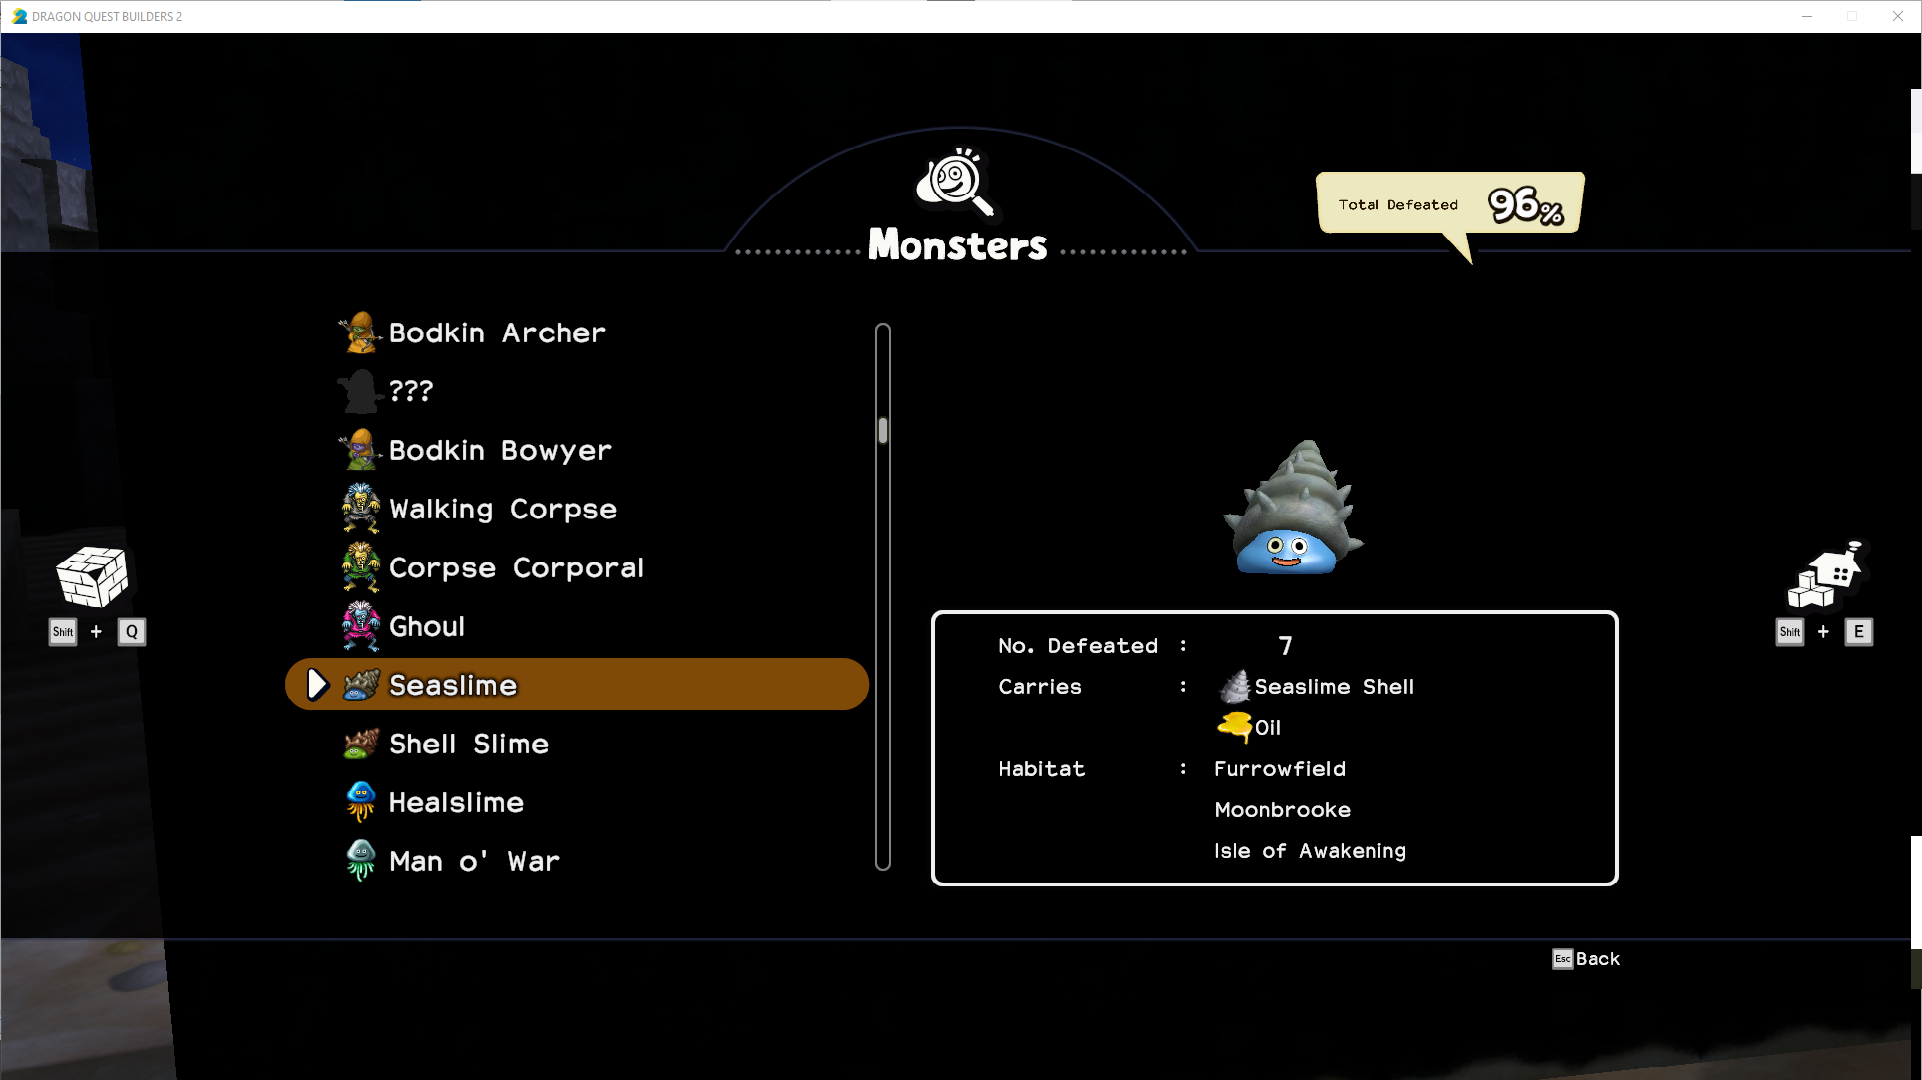 DRAGON QUEST BUILDERS 2
Total Defeated 96%
Monsters
Bodkin Archer
???
Bodkin Bowyer
Walking Corpse
Corpse Corporal
Ghoul
Seaslime
Shell Slime
Healslime
Man o' War
No. Defeated : 7
Carries : Seaslime Shell
Oil
Habitat : Furrowfield
Moonbrooke
Isle of Awakening
Shift + Q
Shift + E
Esc Back